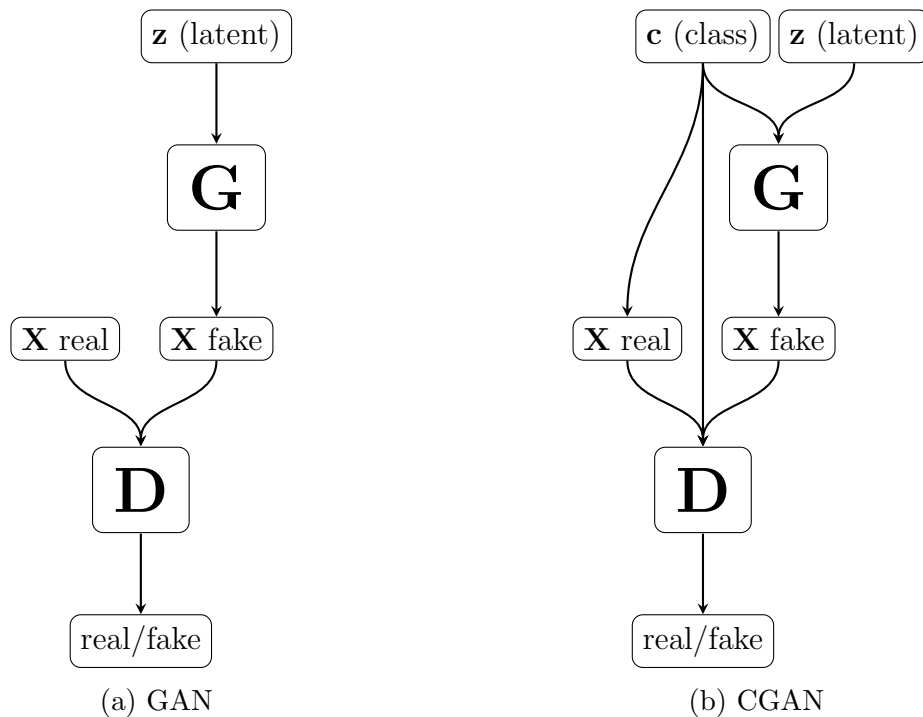 z (latent)
G
X real
X fake
D
real/fake
(a) GAN
c (class)
z (latent)
G
X real
X fake
D
real/fake
(b) CGAN